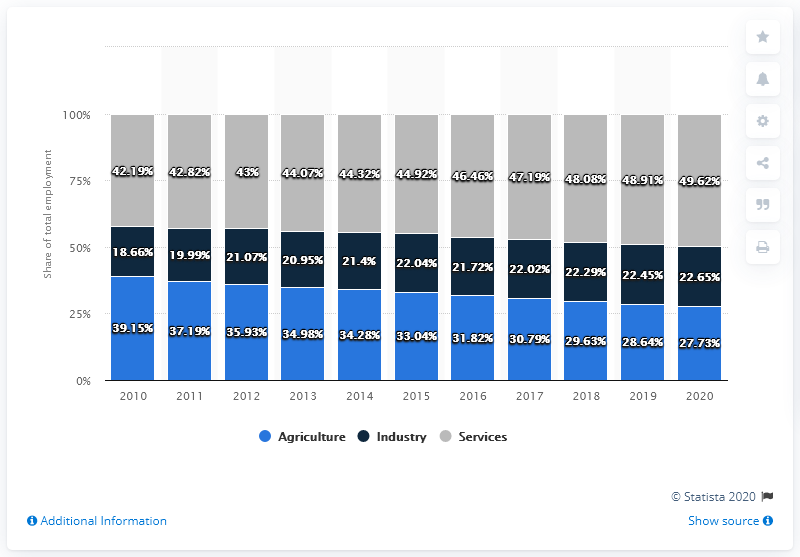 Share of total employment
100%
75%
50%
25%
0%
42.19% 42.82% 43% 44.07% 44.32% 44.92% 46.46% 47.19% 48.08% 48.91% 49.62%
18.66% 19.99% 21.07% 20.95% 21.4% 22.04% 21.72% 22.02% 22.29% 22.45% 22.65%
39.15% 37.19% 35.93% 34.98% 34.28% 33.04% 31.82% 30.79% 29.63% 28.64% 27.73%
2010 2011 2012 2013 2014 2015 2016 2017 2018 2019 2020
Agriculture Industry Services
© Statista 2020
Additional Information Show source